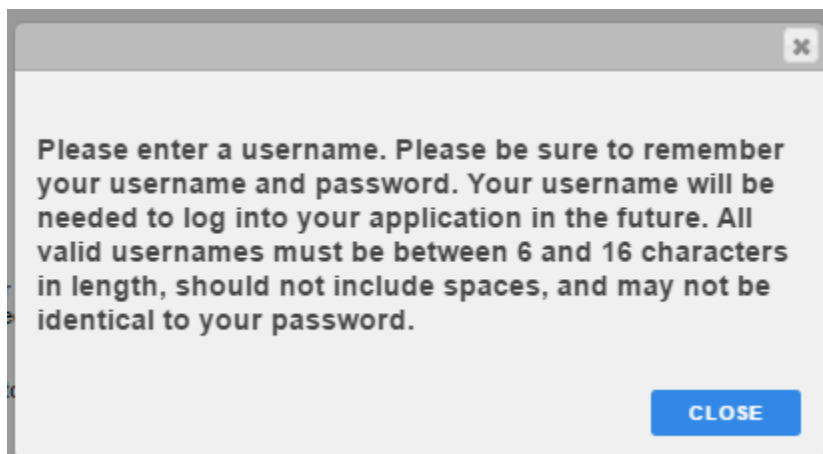 Please enter a username. Please be sure to remember
your username and password. Your username will be
needed to log into your application in the future. All
valid usernames must be between 6 and 16 characters
in length, should not include spaces, and may not be
identical to your password.
CLOSE